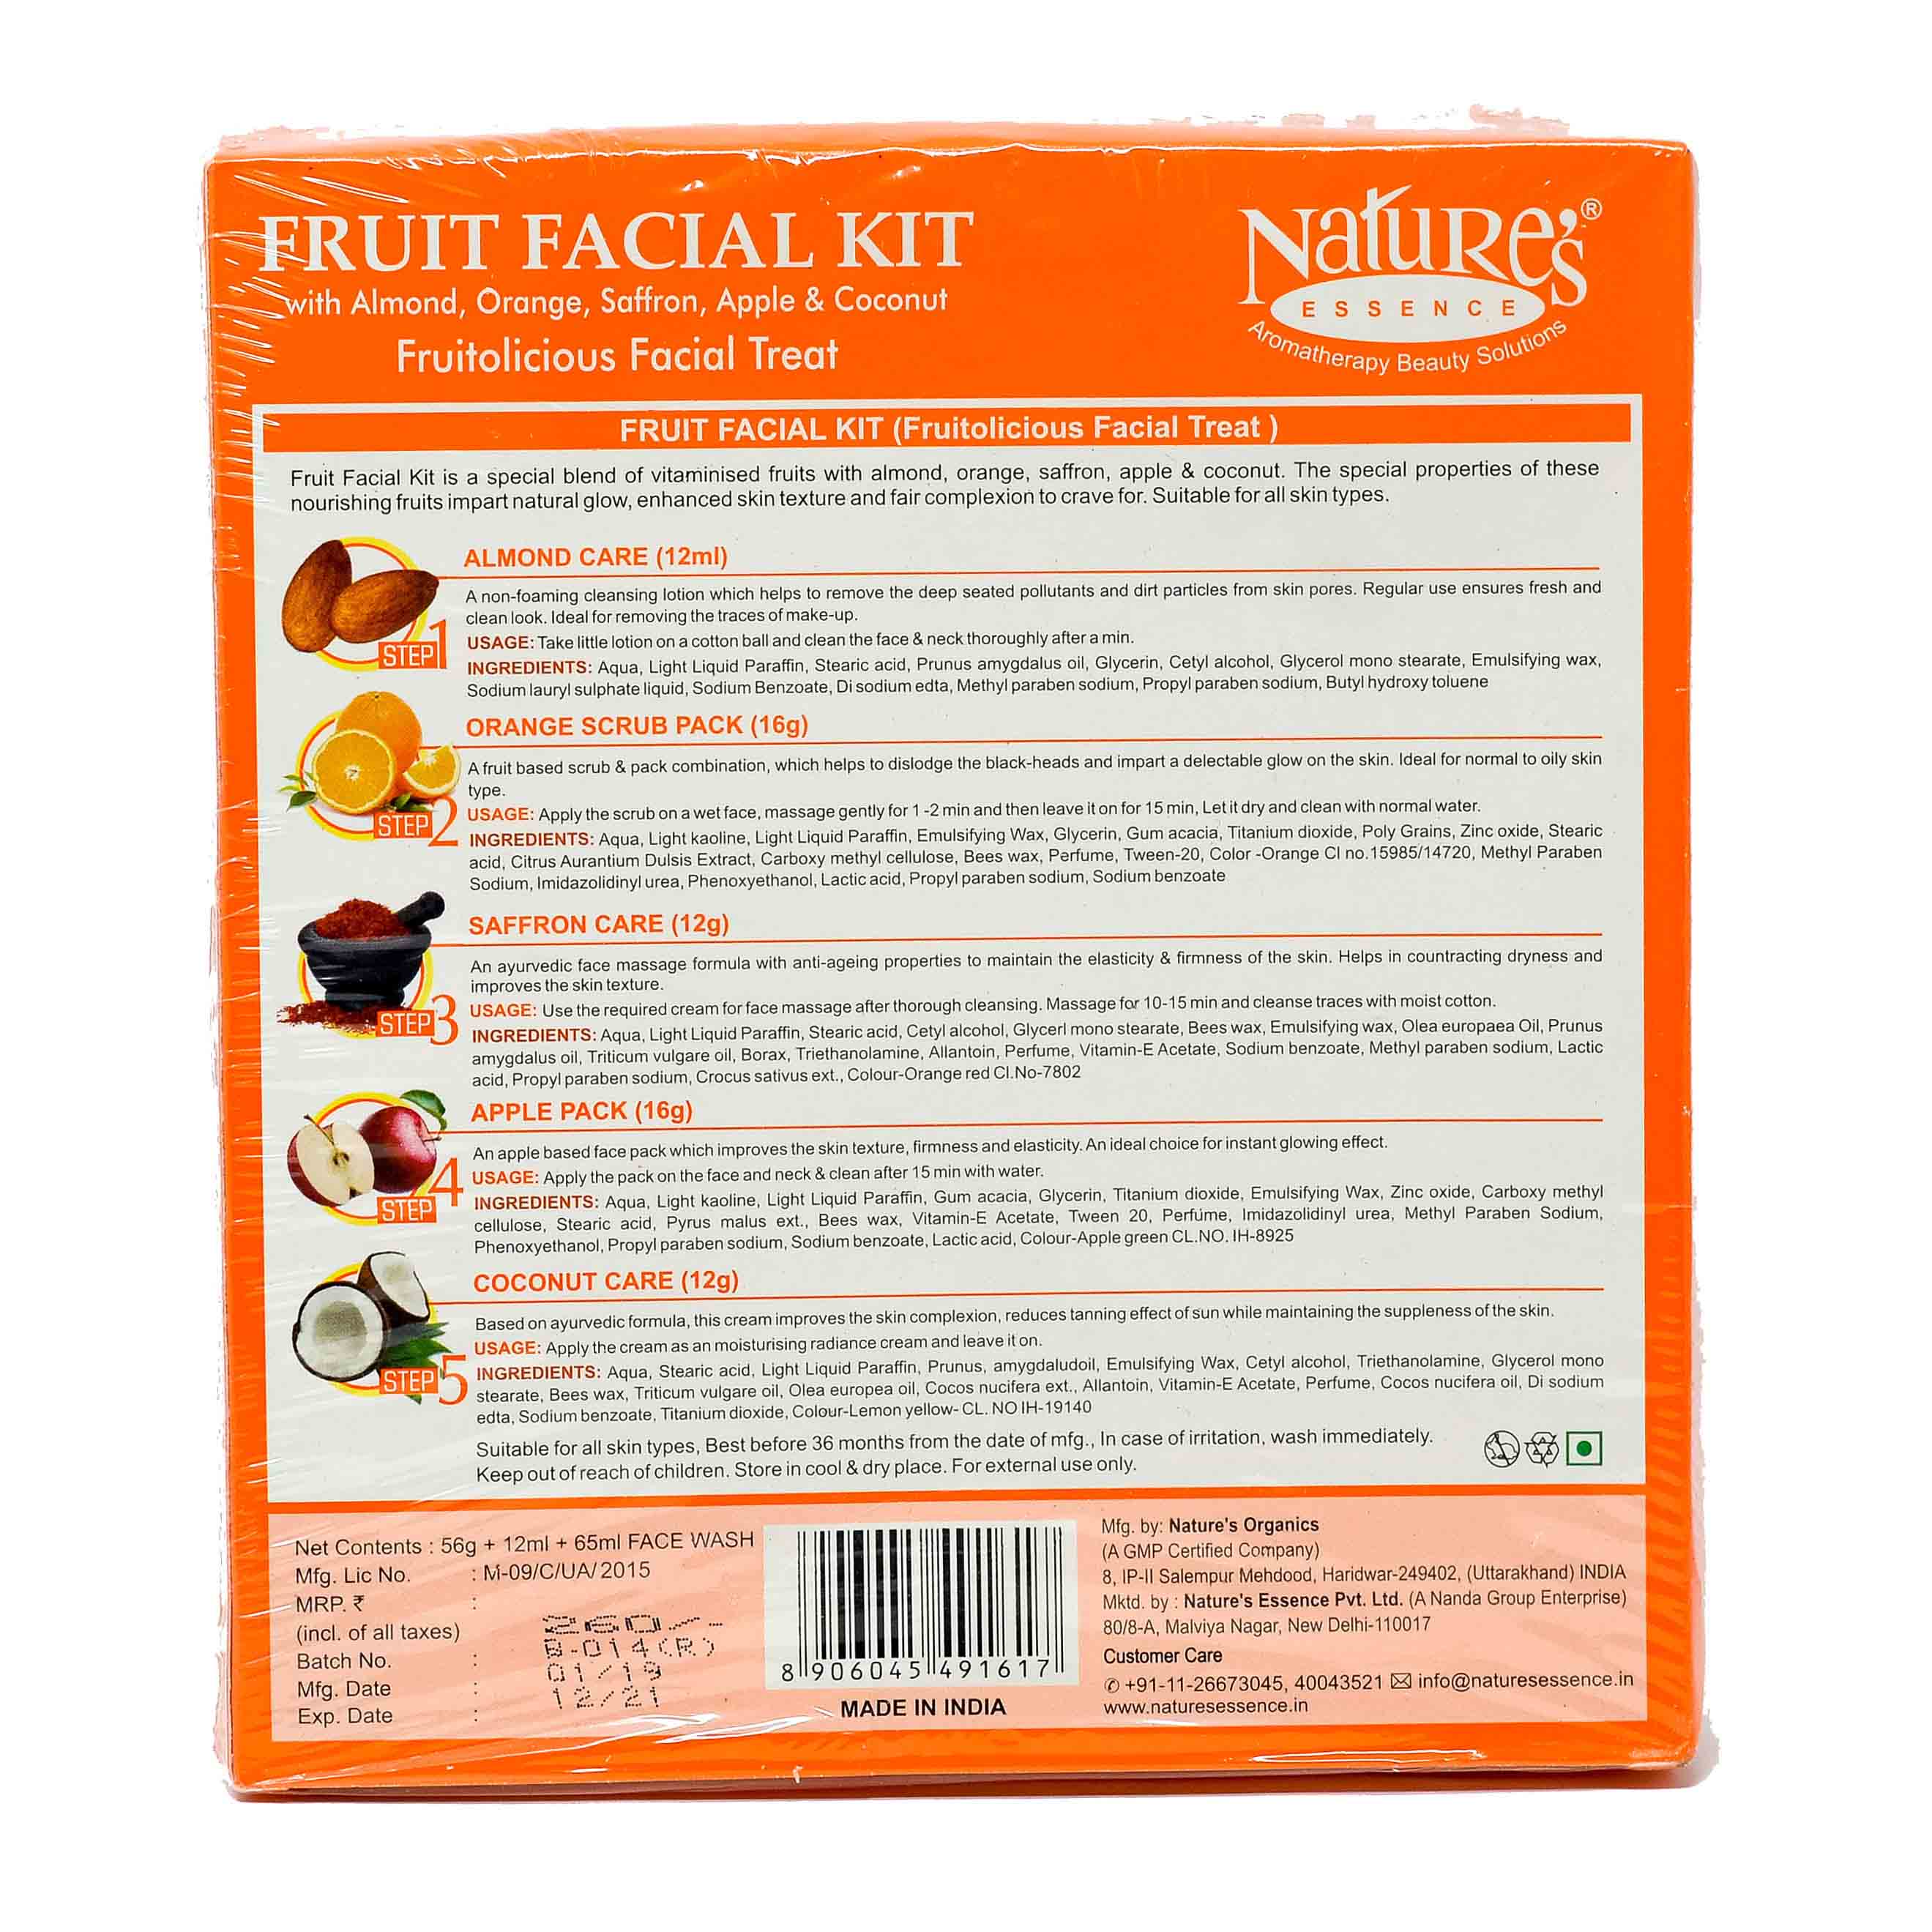 FRUIT FACIAL KIT
with Almond, Orange, Saffron, Apple & Coconut
Fruitolicious Facial Treat
Nature's®
ESSENCE
Aromatherapy Beauty Solutions
FRUIT FACIAL KIT (Fruitolicious Facial Treat )
Fruit Facial Kit is a special blend of vitaminised fruits with almond, orange, saffron, apple & coconut. The special properties of these
nourishing fruits impart natural glow, enhanced skin texture and fair complexion to crave for. Suitable for all skin types.
STEP 1
ALMOND CARE (12ml)
A non-foaming cleansing lotion which helps to remove the deep seated pollutants and dirt particles from skin pores. Regular use ensures fresh and
clean look. Ideal for removing the traces of make-up.
USAGE: Take little lotion on a cotton ball and clean the face & neck thoroughly after a min.
INGREDIENTS: Aqua, Light Liquid Paraffin, Stearic acid, Prunus amygdalus oil, Glycerin, Cetyl alcohol, Glycerol mono stearate, Emulsifying wax,
Sodium lauryl sulphate liquid, Sodium Benzoate, Di sodium edta, Methyl paraben sodium, Propyl paraben sodium, Butyl hydroxy toluene
STEP 2
ORANGE SCRUB PACK (16g)
A fruit based scrub & pack combination, which helps to dislodge the black-heads and impart a delectable glow on the skin. Ideal for normal to oily skin
type.
USAGE: Apply the scrub on a wet face, massage gently for 1 -2 min and then leave it on for 15 min, Let it dry and clean with normal water.
INGREDIENTS: Aqua, Light kaoline, Light Liquid Paraffin, Emulsifying Wax, Glycerin, Gum acacia, Titanium dioxide, Poly Grains, Zinc oxide, Stearic
acid, Citrus Aurantium Dulsis Extract, Carboxy methyl cellulose, Bees wax, Perfume, Tween-20, Color -Orange CI no.15985/14720, Methyl Paraben
Sodium, Imidazolidinyl urea, Phenoxyethanol, Lactic acid, Propyl paraben sodium, Sodium benzoate
STEP 3
SAFFRON CARE (12g)
An ayurvedic face massage formula with anti-ageing properties to maintain the elasticity & firmness of the skin. Helps in countracting dryness and
improves the skin texture.
USAGE: Use the required cream for face massage after thorough cleansing. Massage for 10-15 min and cleanse traces with moist cotton.
INGREDIENTS: Aqua, Light Liquid Paraffin, Stearic acid, Cetyl alcohol, Glycerl mono stearate, Bees wax, Emulsifying wax, Olea europaea Oil, Prunus
amygdalus oil, Triticum vulgare oil, Borax, Triethanolamine, Allantoin, Perfume, Vitamin-E Acetate, Sodium benzoate, Methyl paraben sodium, Lactic
acid, Propyl paraben sodium, Crocus sativus ext., Colour-Orange red CI.No-7802
STEP 4
APPLE PACK (16g)
An apple based face pack which improves the skin texture, firmness and elasticity. An ideal choice for instant glowing effect.
USAGE: Apply the pack on the face and neck & clean after 15 min with water.
INGREDIENTS: Aqua, Light kaoline, Light Liquid Paraffin, Gum acacia, Glycerin, Titanium dioxide, Emulsifying Wax, Zinc oxide, Carboxy methyl
cellulose, Stearic acid, Pyrus malus ext., Bees wax, Vitamin-E Acetate, Tween 20, Perfume, Imidazolidinyl urea, Methyl Paraben Sodium,
Phenoxyethanol, Propyl paraben sodium, Sodium benzoate, Lactic acid, Colour-Apple green CL.NO. IH-8925
STEP 5
COCONUT CARE (12g)
Based on ayurvedic formula, this cream improves the skin complexion, reduces tanning effect of sun while maintaining the suppleness of the skin.
USAGE: Apply the cream as an moisturising radiance cream and leave it on.
INGREDIENTS: Aqua, Stearic acid, Light Liquid Paraffin, Prunus, amygdaludoil, Emulsifying Wax, Cetyl alcohol, Triethanolamine, Glycerol mono
stearate, Bees wax, Triticum vulgare oil, Olea europea oil, Cocos nucifera ext., Allantoin, Vitamin-E Acetate, Perfume, Cocos nucifera oil, Di sodium
edta, Sodium benzoate, Titanium dioxide, Colour-Lemon yellow- CL. NO IH-19140
Suitable for all skin types, Best before 36 months from the date of mfg., In case of irritation, wash immediately.
Keep out of reach of children. Store in cool & dry place. For external use only.
Net Contents : 56g + 12ml + 65ml FACE WASH
Mfg. Lic No. : M-09/C/UA/2015
MRP. ₹ :
(incl. of all taxes) 260/-
Batch No. : B-014(R)
Mfg. Date : 01/19
Exp. Date : 12/21
8 906045 491617
MADE IN INDIA
Mfg. by: Nature's Organics
(A GMP Certified Company)
8, IP-II Salempur Mehdood, Haridwar-249402, (Uttarakhand) INDIA
Mktd. by : Nature's Essence Pvt. Ltd. (A Nanda Group Enterprise)
80/8-A, Malviya Nagar, New Delhi-110017
Customer Care
✆ +91-11-26673045, 40043521 ✉ info@naturesessence.in
www.naturesessence.in